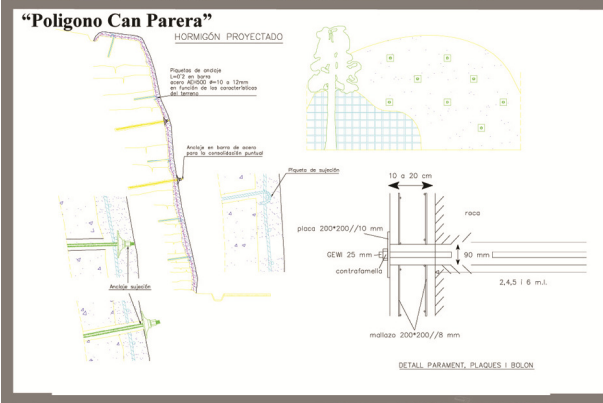 “Poligono Can Parera”
HORMIGÓN PROYECTADO
Piquetas de anclaje
L=0'2 en barra
acero AEH500 ø=10 a 12mm
en función de las características
del terreno
Anclaje en barra de acero
para la consolidación puntual
Piqueta de sujeción
Anclaje sujeción
10 a 20 cm
roca
placa 200*200//10 mm
GEWI 25 mm
90 mm
contrafamella
2,4,5 i 6 m.l.
mallazo 200*200//8 mm
DETALL PARAMENT, PLAQUES I BOLON